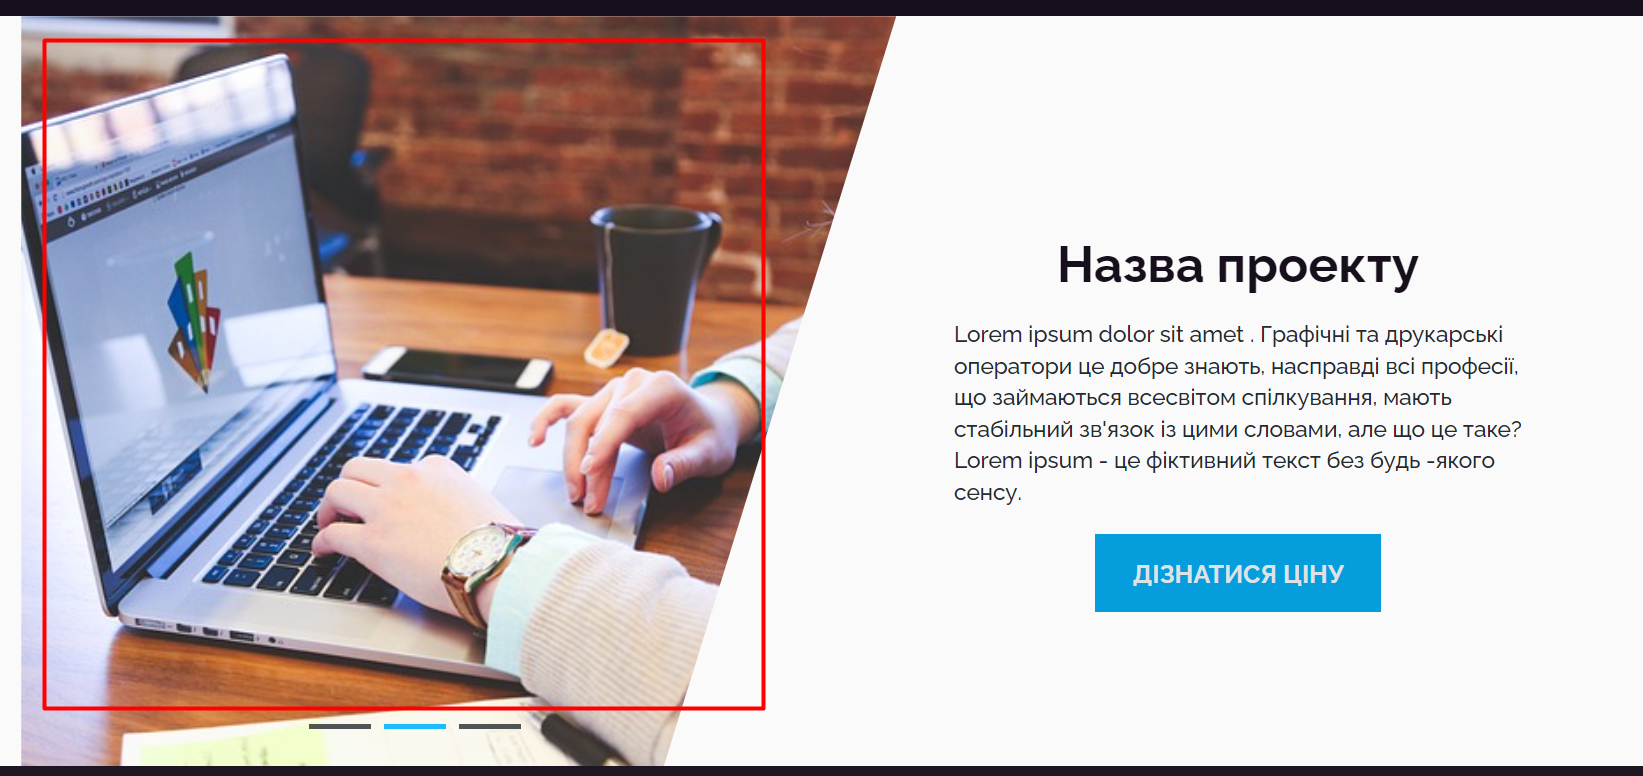 Назва проекту
Lorem ipsum dolor sit amet . Графічні та друкарські
оператори це добре знають, насправді всі професії,
що займаються всесвітом спілкування, мають
стабільний зв'язок із цими словами, але що це таке?
Lorem ipsum - це фіктивний текст без будь -якого
сенсу.
ДІЗНАТИСЯ ЦІНУ